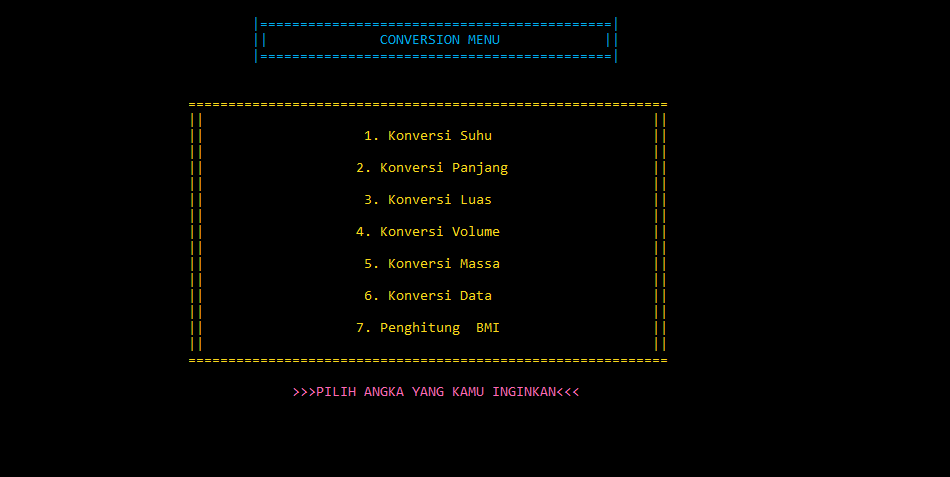 CONVERSION MENU
1. Konversi Suhu
2. Konversi Panjang
3. Konversi Luas
4. Konversi Volume
5. Konversi Massa
6. Konversi Data
7. Penghitung  BMI
>>>PILIH ANGKA YANG KAMU INGINKAN<<<